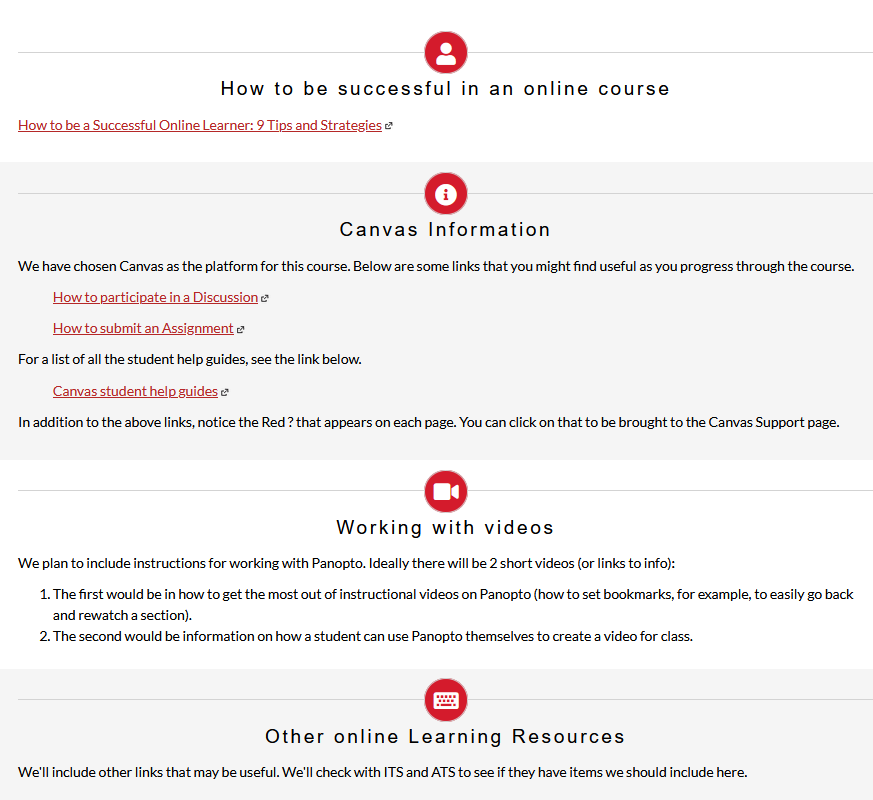 How to be successful in an online course
How to be a Successful Online Learner: 9 Tips and Strategies
Canvas Information
We have chosen Canvas as the platform for this course. Below are some links that you might find useful as you progress through the course.
How to participate in a Discussion
How to submit an Assignment
For a list of all the student help guides, see the link below.
Canvas student help guides
In addition to the above links, notice the Red ? that appears on each page. You can click on that to be brought to the Canvas Support page.
Working with videos
We plan to include instructions for working with Panopto. Ideally there will be 2 short videos (or links to info):
1. The first would be in how to get the most out of instructional videos on Panopto (how to set bookmarks, for example, to easily go back
and rewatch a section).
2. The second would be information on how a student can use Panopto themselves to create a video for class.
Other online Learning Resources
We'll include other links that may be useful. We'll check with ITS and ATS to see if they have items we should include here.